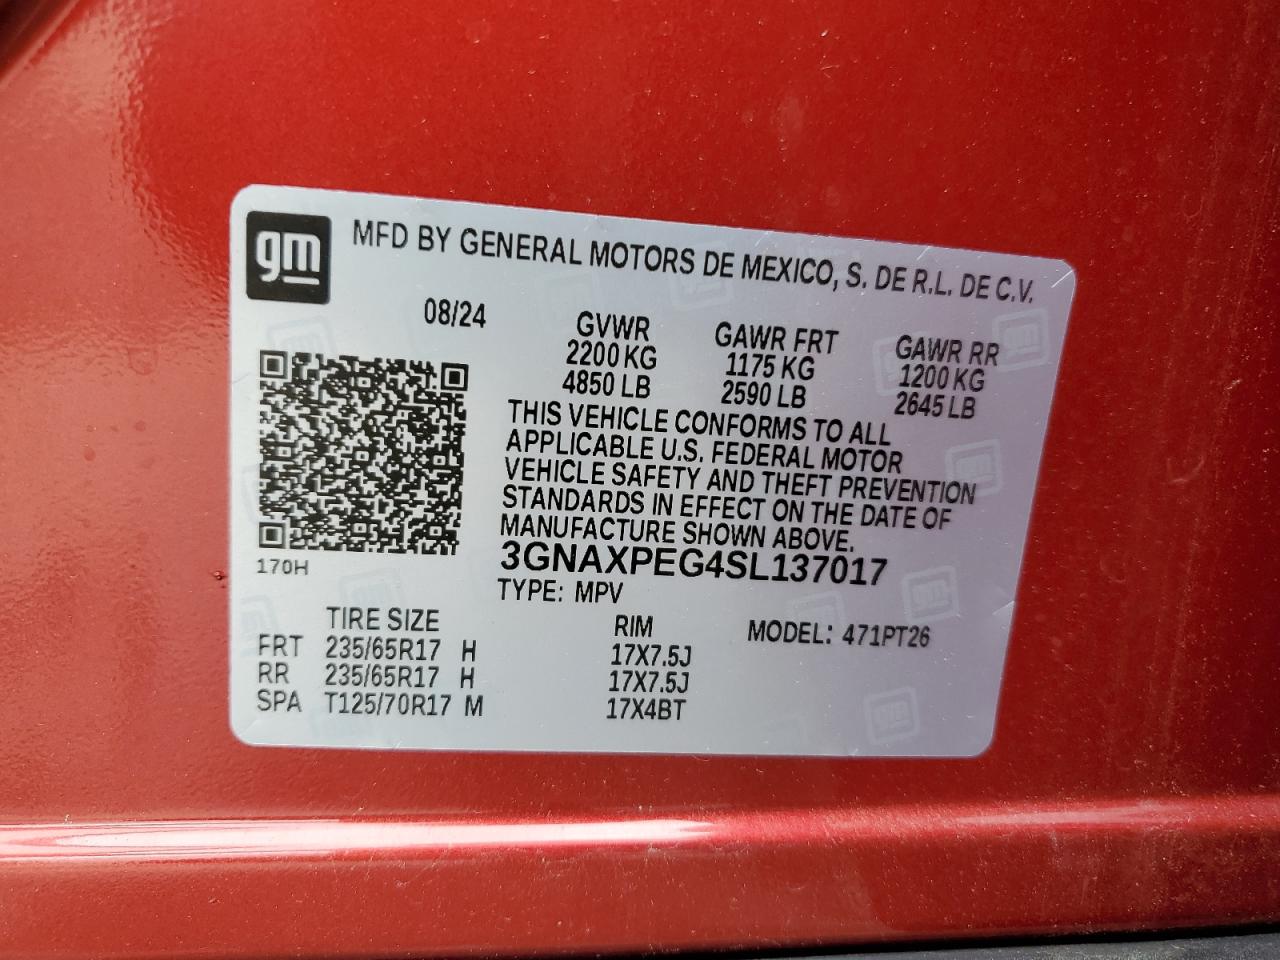 gm
MFD BY GENERAL MOTORS DE MEXICO, S. DE R.L. DE C.V.
08/24 GVWR GAWR FRT GAWR RR
2200 KG 1175 KG 1200 KG
4850 LB 2590 LB 2645 LB
THIS VEHICLE CONFORMS TO ALL
APPLICABLE U.S. FEDERAL MOTOR
VEHICLE SAFETY AND THEFT PREVENTION
STANDARDS IN EFFECT ON THE DATE OF
MANUFACTURE SHOWN ABOVE.
170H
3GNAXPEG4SL137017
TYPE: MPV
TIRE SIZE RIM MODEL: 471PT26
FRT 235/65R17 H 17X7.5J
RR 235/65R17 H 17X7.5J
SPA T125/70R17 M 17X4BT